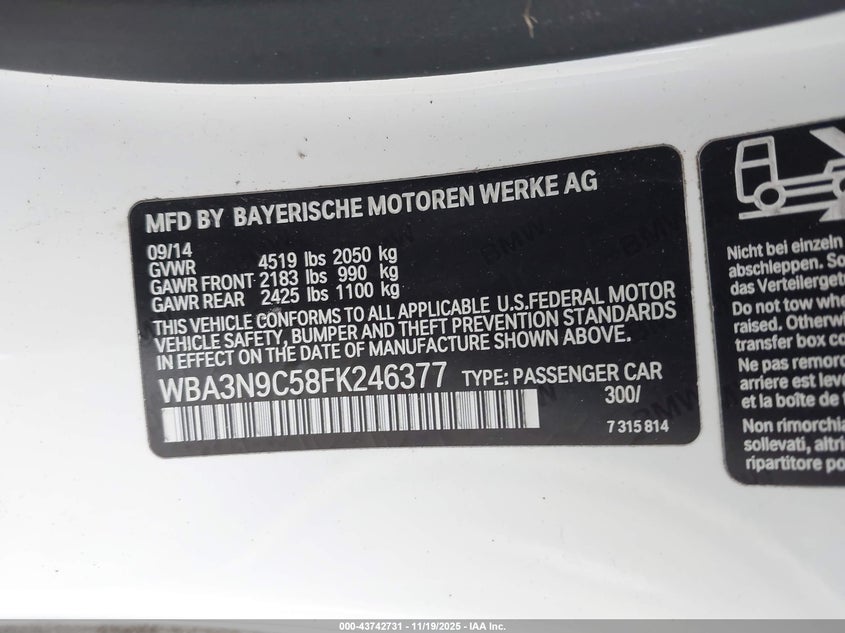 MFD BY BAYERISCHE MOTOREN WERKE AG
09/14
GVWR 4519 lbs 2050 kg
GAWR FRONT 2183 lbs 990 kg
GAWR REAR 2425 lbs 1100 kg
THIS VEHICLE CONFORMS TO ALL APPLICABLE U.S.FEDERAL MOTOR
VEHICLE SAFETY, BUMPER AND THEFT PREVENTION STANDARDS
IN EFFECT ON THE DATE OF MANUFACTURE SHOWN ABOVE.
WBA3N9C58FK246377 TYPE: PASSENGER CAR
300/
7 315 814
Nicht bei einzeln
abschleppen. So
das Verteilerget
Do not tow whe
raised. Otherwi
transfer box co
Ne pas remorc
arriere est lev
et la boîte de
Non rimorchia
sollevati, altri
ripartitore po
000-43742731 - 11/19/2025 - IAA Inc.